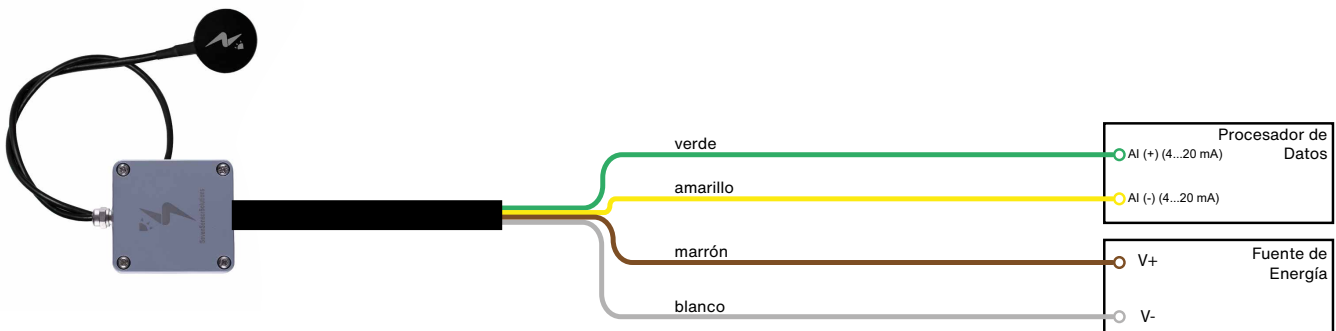 verde
amarillo
marrón
blanco
Procesador de
Datos
AI (+) (4...20 mA)
AI (-) (4...20 mA)
Fuente de
Energía
V+
V-